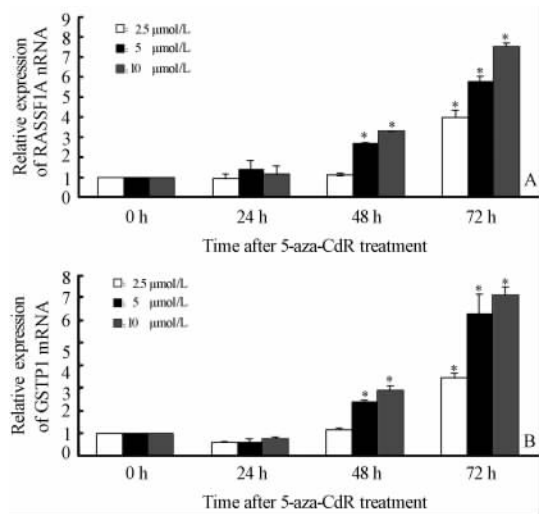 Relative expression
of RASSF1A nRNA
9
8
7
6
5
4
3
2
1
0
: 2.5 μmol/L
: 5 μmol/L
: 10 μmol/L
* * * * *
0 h 24 h 48 h 72 h
A
Time after 5-aza-CdR treatment
Relative expression
of GSTP1 mRNA
8
7
6
5
4
3
2
1
0
: 2.5 μmol/L
: 5 μmol/L
: 10 μmol/L
* * * * *
0 h 24 h 48 h 72 h
B
Time after 5-aza-CdR treatment